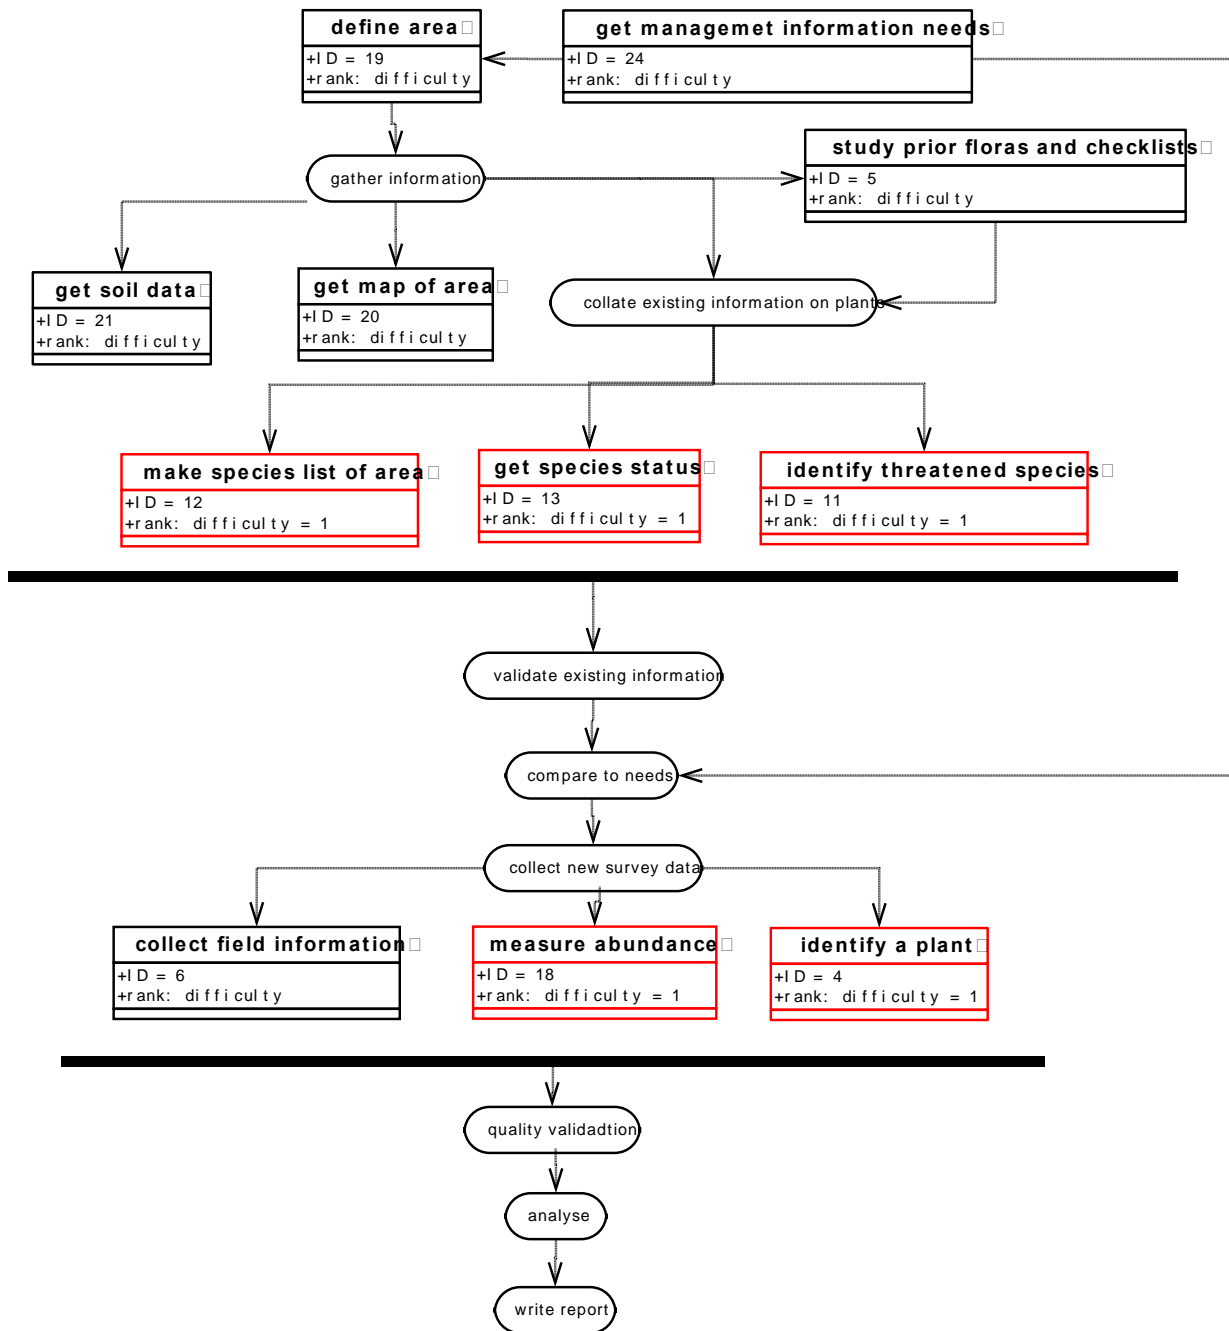 define area
+ID = 19
+rank: difficulty
get managemet information needs
+ID = 24
+rank: difficulty
study prior floras and checklists
+ID = 5
+rank: difficulty
gather information
get soil data
+ID = 21
+rank: difficulty
get map of area
+ID = 20
+rank: difficulty
collate existing information on plants
make species list of area
+ID = 12
+rank: difficulty = 1
get species status
+ID = 13
+rank: difficulty = 1
identify threatened species
+ID = 11
+rank: difficulty = 1
validate existing information
compare to needs
collect new survey data
collect field information
+ID = 6
+rank: difficulty
measure abundance
+ID = 18
+rank: difficulty = 1
identify a plant
+ID = 4
+rank: difficulty = 1
quality validadtion
analyse
write report